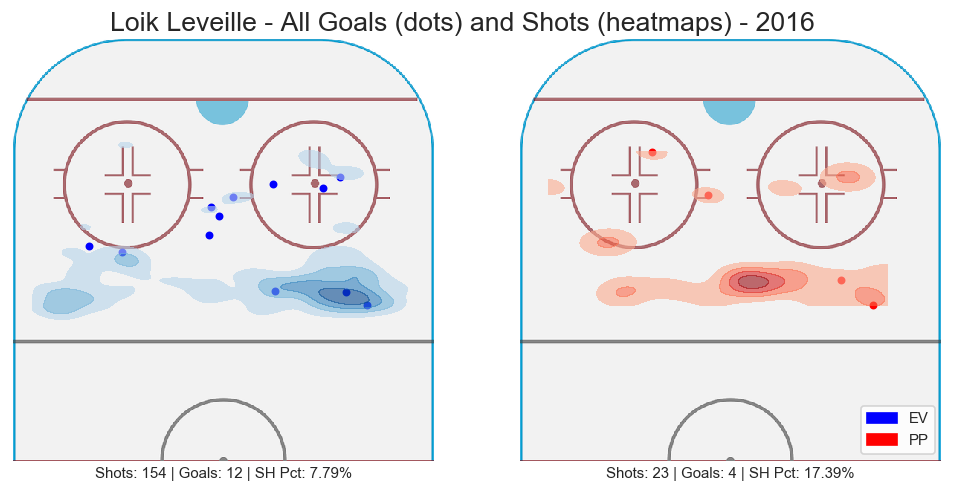 Loik Leveille - All Goals (dots) and Shots (heatmaps) - 2016
EV
PP
Shots: 154 | Goals: 12 | SH Pct: 7.79%
Shots: 23 | Goals: 4 | SH Pct: 17.39%